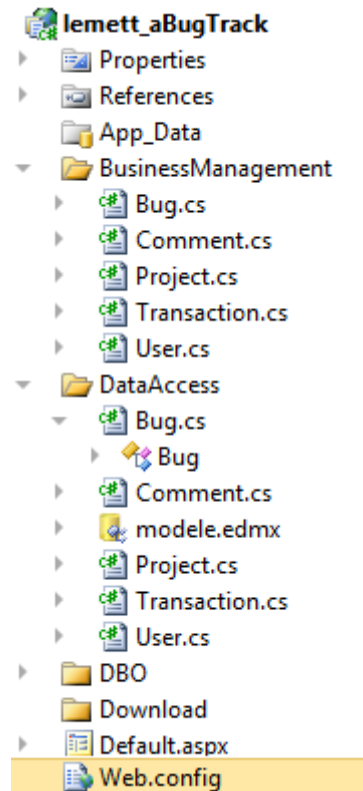 lemett_aBugTrack
Properties
References
App_Data
BusinessManagement
Bug.cs
Comment.cs
Project.cs
Transaction.cs
User.cs
DataAccess
Bug.cs
Bug
Comment.cs
modele.edmx
Project.cs
Transaction.cs
User.cs
DBO
Download
Default.aspx
Web.config